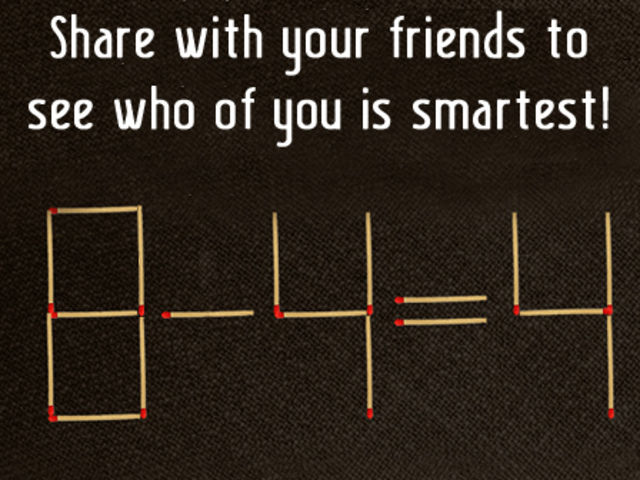 Share with your friends to
see who of you is smartest!
8-4=4